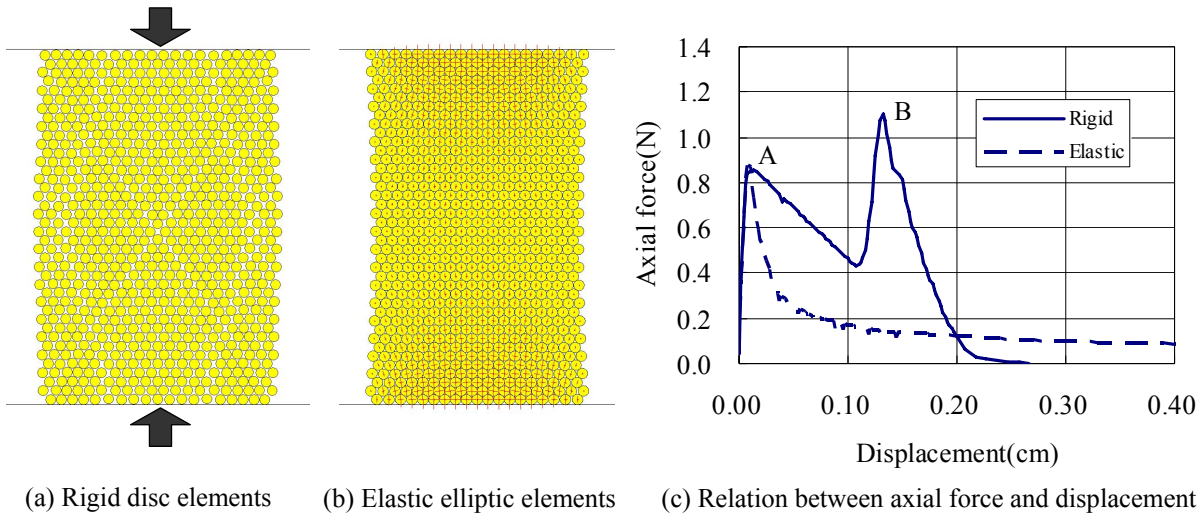 1.4
1.2
1.0
0.8
0.6
0.4
0.2
0.0
Axial force(N)
A
B
Rigid
Elastic
0.00 0.10 0.20 0.30 0.40
Displacement(cm)
(a) Rigid disc elements
(b) Elastic elliptic elements
(c) Relation between axial force and displacement